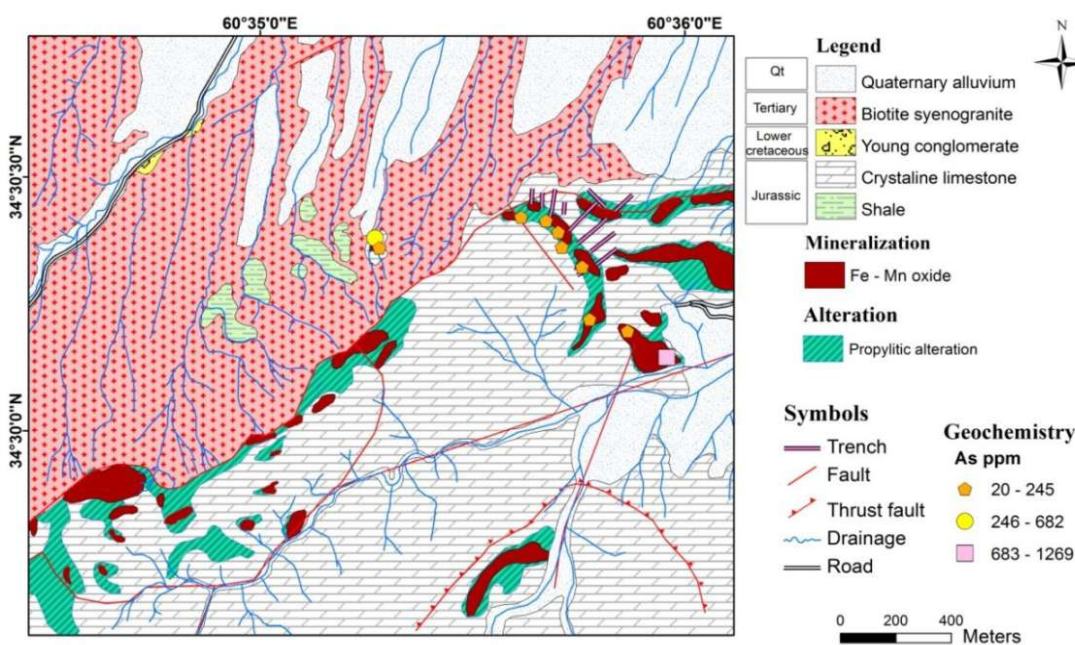 60°35'0"E
60°36'0"E
34°30'30"N
34°30'0"N
N
Legend
Qt
Quaternary alluvium
Tertiary
Biotite syenogranite
Lower
cretaceous
Young conglomerate
Jurassic
Crystaline limestone
Shale
Mineralization
Fe - Mn oxide
Alteration
Propylitic alteration
Symbols
Trench
Fault
Thrust fault
Drainage
Road
Geochemistry
As ppm
20 - 245
246 - 682
683 - 1269
0 200 400
Meters